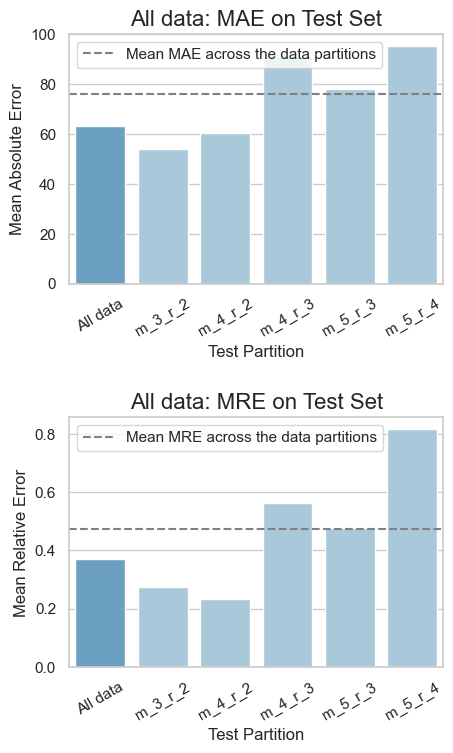 All data: MAE on Test Set
100
Mean MAE across the data partitions
80
60
40
20
0
Mean Absolute Error
All data
m_3_r_2
m_4_r_2
m_4_r_3
m_5_r_3
m_5_r_4
Test Partition
All data: MRE on Test Set
0.8
Mean MRE across the data partitions
0.6
0.4
0.2
0.0
Mean Relative Error
All data
m_3_r_2
m_4_r_2
m_4_r_3
m_5_r_3
m_5_r_4
Test Partition